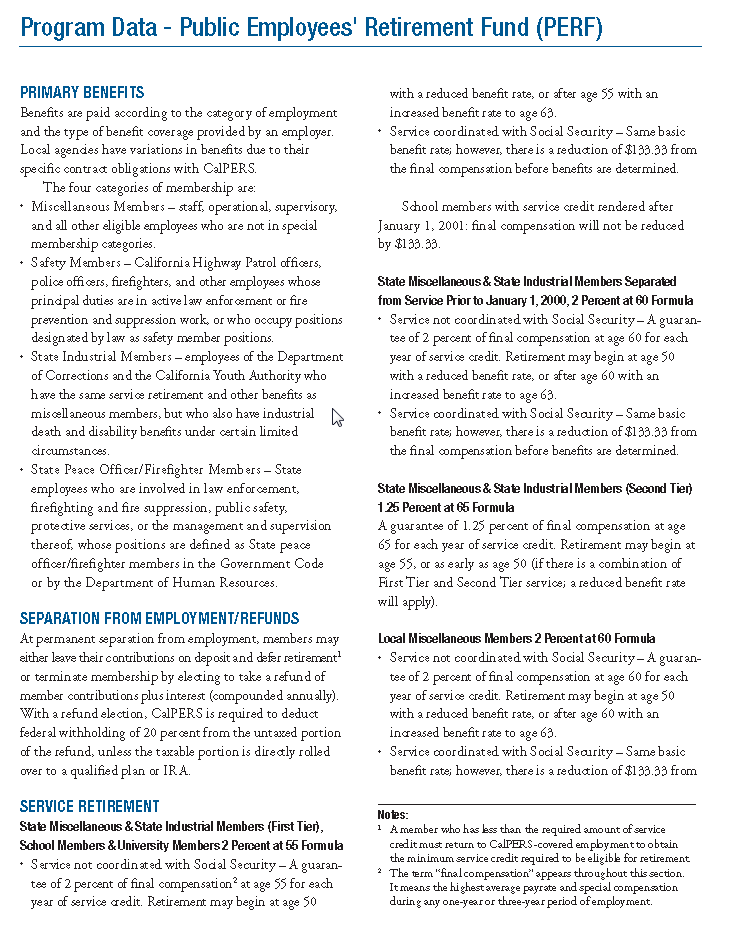 Program Data - Public Employees' Retirement Fund (PERF)
PRIMARY BENEFITS
Benefits are paid according to the category of employment
and the type of benefit coverage provided by an employer.
Local agencies have variations in benefits due to their
specific contract obligations with CalPERS.
The four categories of membership are:
• Miscellaneous Members – staff, operational, supervisory,
and all other eligible employees who are not in special
membership categories.
• Safety Members – California Highway Patrol officers,
police officers, firefighters, and other employees whose
principal duties are in active law enforcement or fire
prevention and suppression work, or who occupy positions
designated by law as safety member positions.
• State Industrial Members – employees of the Department
of Corrections and the California Youth Authority who
have the same service retirement and other benefits as
miscellaneous members, but who also have industrial
death and disability benefits under certain limited
circumstances.
• State Peace Officer/Firefighter Members – State
employees who are involved in law enforcement,
firefighting and fire suppression, public safety,
protective services, or the management and supervision
thereof, whose positions are defined as State peace
officer/firefighter members in the Government Code
or by the Department of Human Resources.
SEPARATION FROM EMPLOYMENT/REFUNDS
At permanent separation from employment, members may
either leave their contributions on deposit and defer retirement¹
or terminate membership by electing to take a refund of
member contributions plus interest (compounded annually).
With a refund election, CalPERS is required to deduct
federal withholding of 20 percent from the untaxed portion
of the refund, unless the taxable portion is directly rolled
over to a qualified plan or IRA.
SERVICE RETIREMENT
State Miscellaneous & State Industrial Members (First Tier),
School Members & University Members 2 Percent at 55 Formula
• Service not coordinated with Social Security – A guaran-
tee of 2 percent of final compensation² at age 55 for each
year of service credit. Retirement may begin at age 50
with a reduced benefit rate, or after age 55 with an
increased benefit rate to age 63.
• Service coordinated with Social Security – Same basic
benefit rate; however, there is a reduction of $133.33 from
the final compensation before benefits are determined.
School members with service credit rendered after
January 1, 2001: final compensation will not be reduced
by $133.33.
State Miscellaneous & State Industrial Members Separated
from Service Prior to January 1, 2000, 2 Percent at 60 Formula
• Service not coordinated with Social Security – A guaran-
tee of 2 percent of final compensation at age 60 for each
year of service credit. Retirement may begin at age 50
with a reduced benefit rate, or after age 60 with an
increased benefit rate to age 63.
• Service coordinated with Social Security – Same basic
benefit rate; however, there is a reduction of $133.33 from
the final compensation before benefits are determined.
State Miscellaneous & State Industrial Members (Second Tier)
1.25 Percent at 65 Formula
A guarantee of 1.25 percent of final compensation at age
65 for each year of service credit. Retirement may begin at
age 55, or as early as age 50 (if there is a combination of
First Tier and Second Tier service; a reduced benefit rate
will apply).
Local Miscellaneous Members 2 Percent at 60 Formula
• Service not coordinated with Social Security – A guaran-
tee of 2 percent of final compensation at age 60 for each
year of service credit. Retirement may begin at age 50
with a reduced benefit rate, or after age 60 with an
increased benefit rate to age 63.
• Service coordinated with Social Security – Same basic
benefit rate; however, there is a reduction of $133.33 from
Notes:
¹ A member who has less than the required amount of service
credit must return to CalPERS-covered employment to obtain
the minimum service credit required to be eligible for retirement.
² The term “final compensation” appears throughout this section.
It means the highest average payrate and special compensation
during any one-year or three-year period of employment.